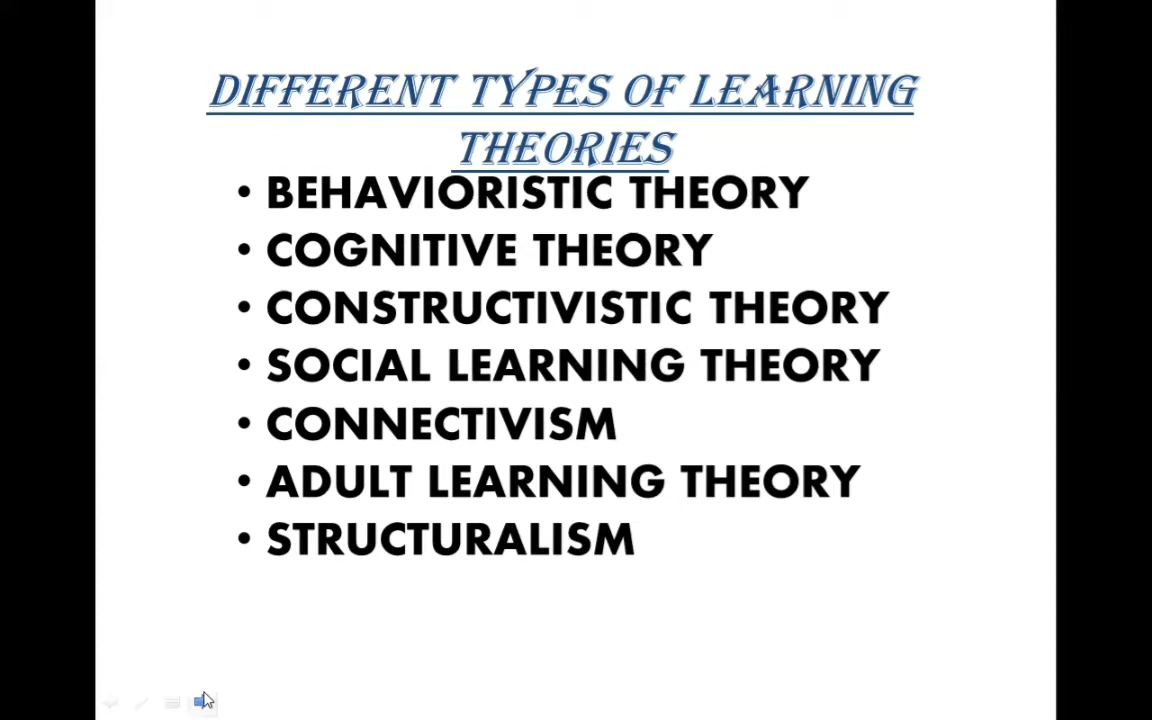 DIFFERENT TYPES OF LEARNING
THEORIES
• BEHAVIORISTIC THEORY
• COGNITIVE THEORY
• CONSTRUCTIVISTIC THEORY
• SOCIAL LEARNING THEORY
• CONNECTIVISM
• ADULT LEARNING THEORY
• STRUCTURALISM